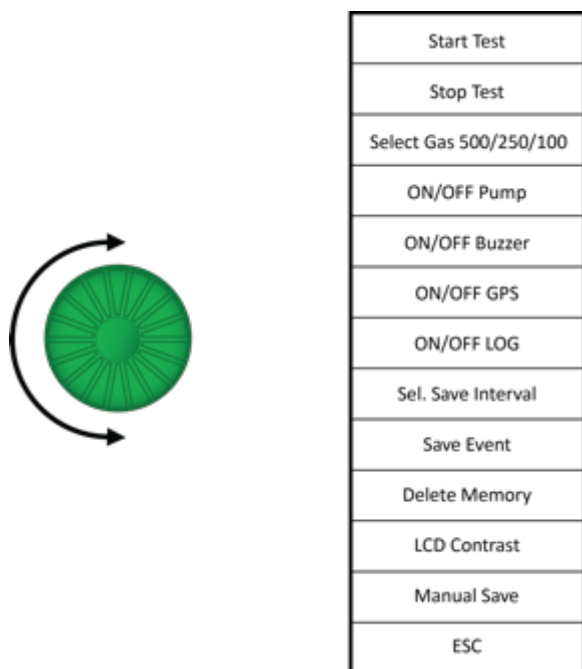 Start Test
Stop Test
Select Gas 500/250/100
ON/OFF Pump
ON/OFF Buzzer
ON/OFF GPS
ON/OFF LOG
Sel. Save Interval
Save Event
Delete Memory
LCD Contrast
Manual Save
ESC